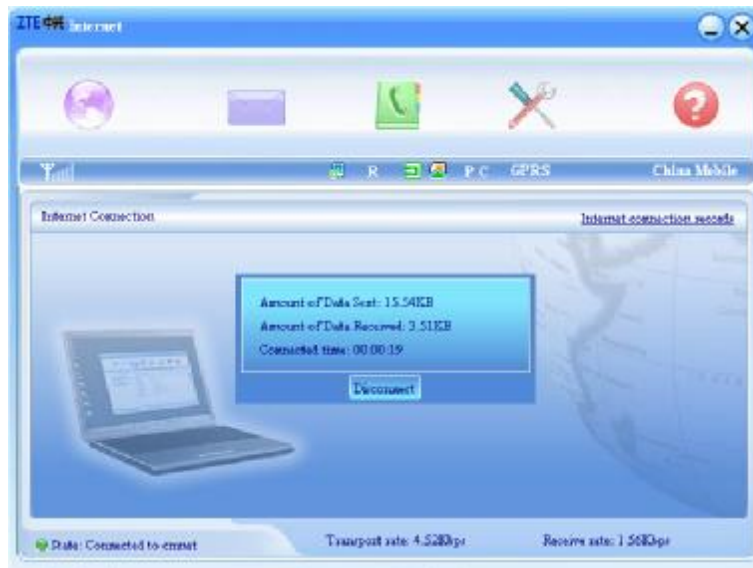 ZTE中兴 Internet
R PC GPRS China Mobile
Internet Connection Internet connection records
Amount of Data Sent: 15.54KB
Amount of Data Received: 3.51KB
Connected time: 00:00:19
Disconnect
State: Connected to cmnet Transport rate: 4.52Kbps Receive rate: 1.56Kbps